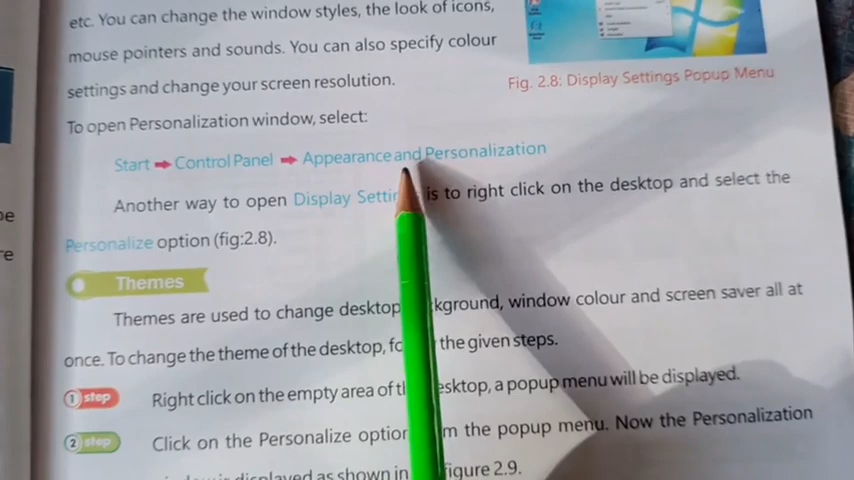 etc. You can change the window styles, the look of icons,
mouse pointers and sounds. You can also specify colour
settings and change your screen resolution.
Fig. 2.8: Display Settings Popup Menu
To open Personalization window, select:
Start ➡ Control Panel ➡ Appearance and Personalization
Another way to open Display is to right click on the desktop and select the
Personalize option (fig:2.8).
Themes
Themes are used to change desktop window colour and screen saver all at
once. To change the theme of the desktop, the given steps.
1 step Right click on the empty area of a popup menu will be displayed.
2 step Click on the Personalize the popup menu. Now the Personalization
displayed as shown in figure 2.9.